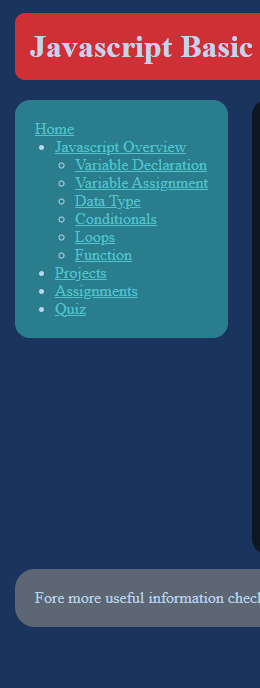 Javascript Basic
Home
Javascript Overview
Variable Declaration
Variable Assignment
Data Type
Conditionals
Loops
Function
Projects
Assignments
Quiz
Fore more useful information check